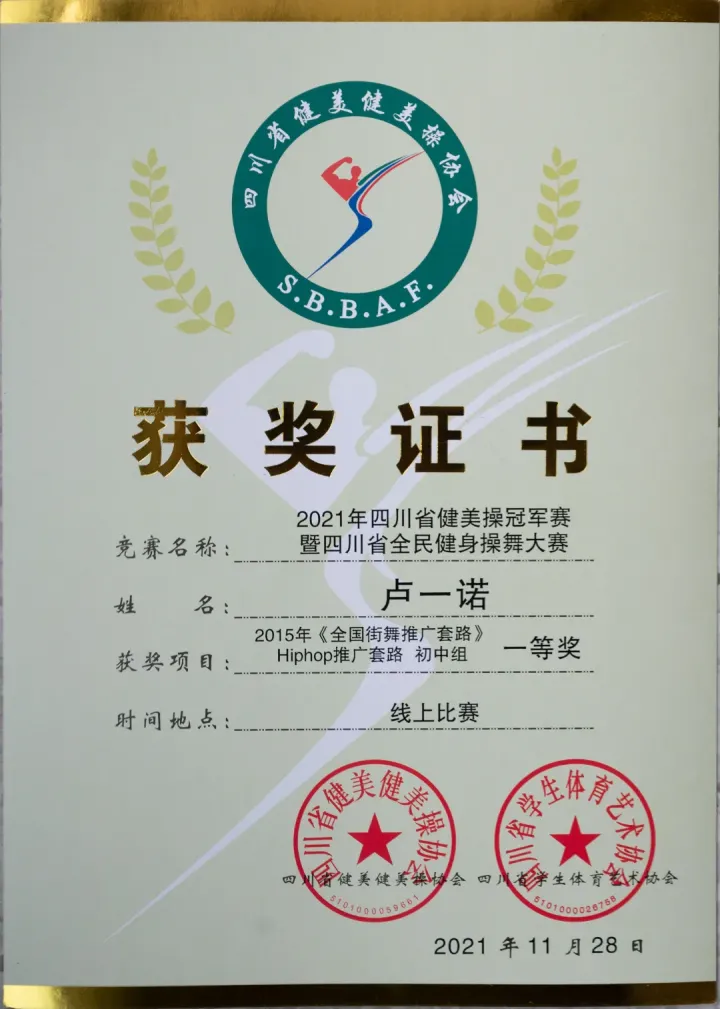 四川省健美健美操协会
S.B.B.A.F.
获奖证书
竞赛名称：2021年四川省健美操冠军赛
暨四川省全民健身操舞大赛
姓名：卢一诺
获奖项目：2015年《全国街舞推广套路》
Hiphop推广套路 初中组 一等奖
时间地点：线上比赛
四川省健美健美操协会
5101000059661
四川省学生体育艺术协会
5101000026758
四川省健美健美操协会 四川省学生体育艺术协会
2021 年 11 月 28 日